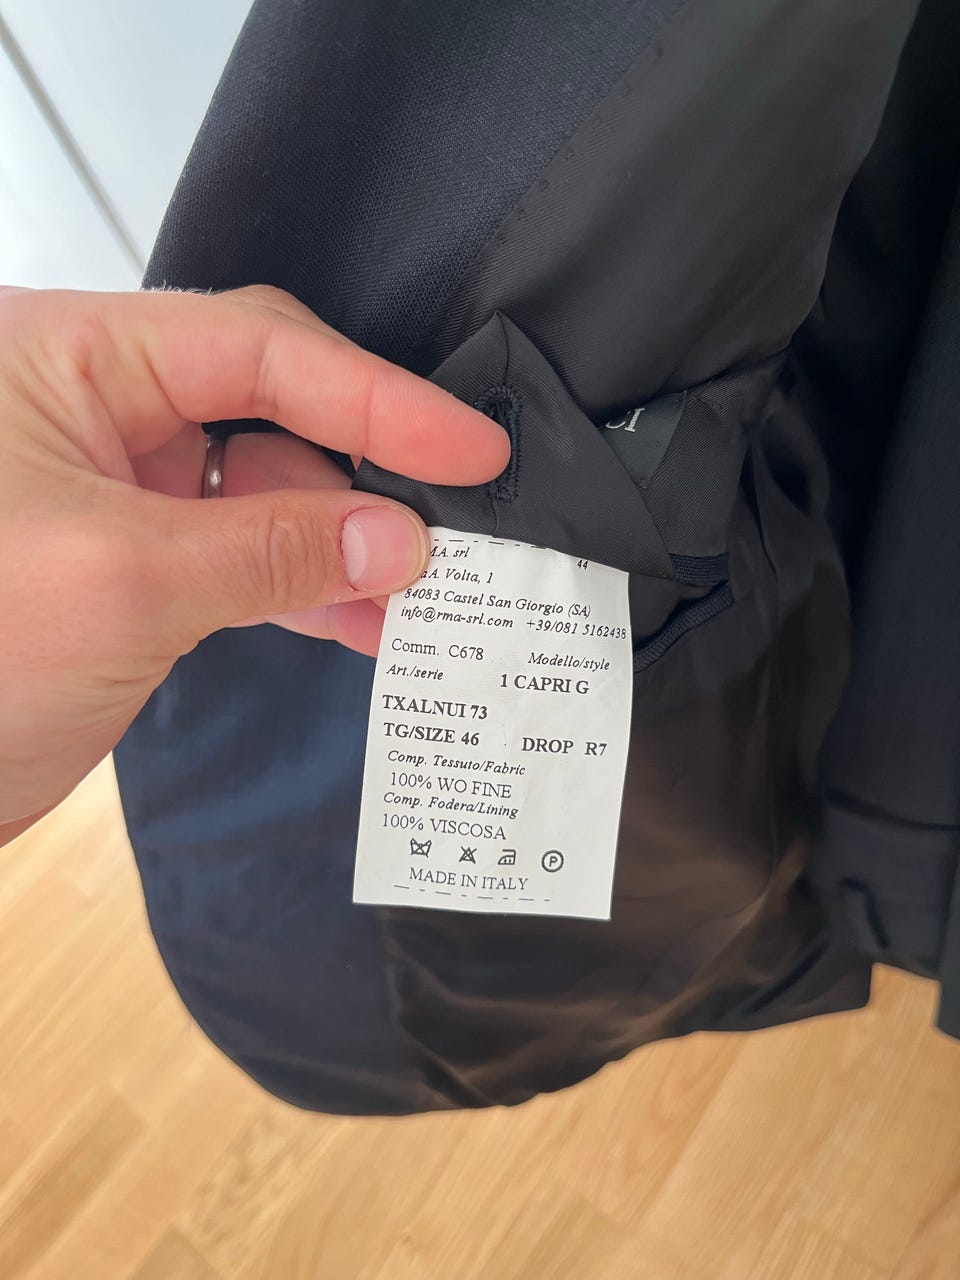 srl
44
Volta, 1
84083 Castel San Giorgio (SA)
info@rma-srl.com +39/081 5162438
Comm. C678 Modello/style
Art./serie 1 CAPRI G
TXALNUI 73
TG/SIZE 46 DROP R7
Comp. Tessuto/Fabric
100% WO FINE
Comp. Fodera/Lining
100% VISCOSA
P
MADE IN ITALY